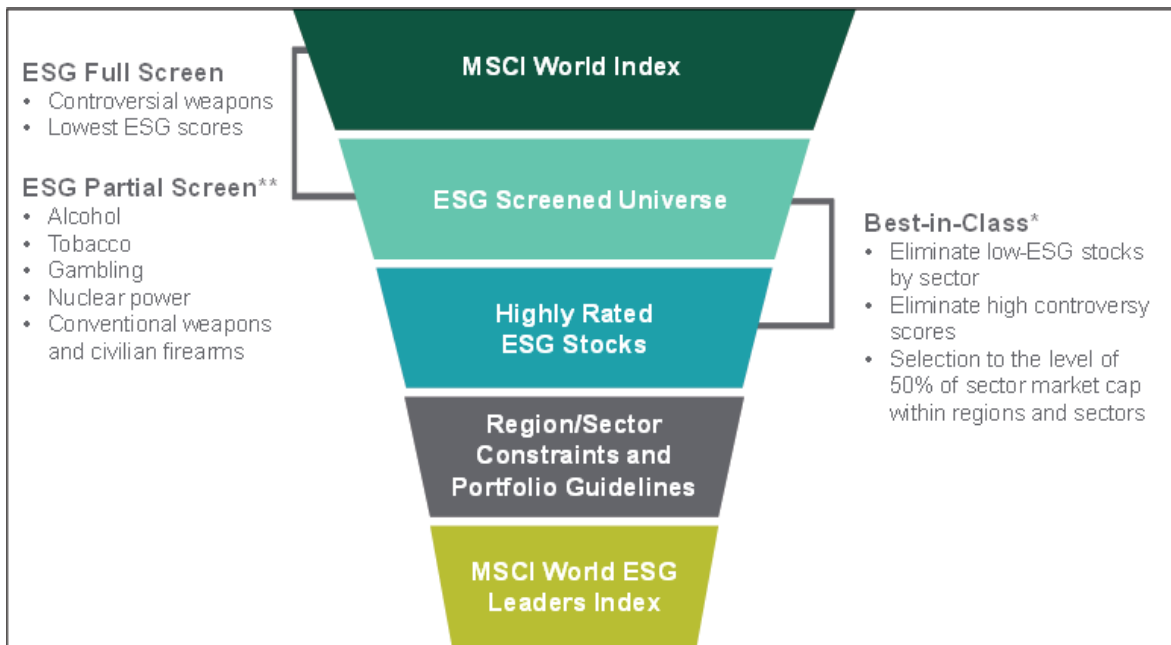 MSCI World Index
ESG Full Screen
• Controversial weapons
• Lowest ESG scores
ESG Partial Screen**
• Alcohol
• Tobacco
• Gambling
• Nuclear power
• Conventional weapons
and civilian firearms
ESG Screened Universe
Highly Rated
ESG Stocks
Best-in-Class*
• Eliminate low-ESG stocks
by sector
• Eliminate high controversy
scores
• Selection to the level of
50% of sector market cap
within regions and sectors
Region/Sector
Constraints and
Portfolio Guidelines
MSCI World ESG
Leaders Index